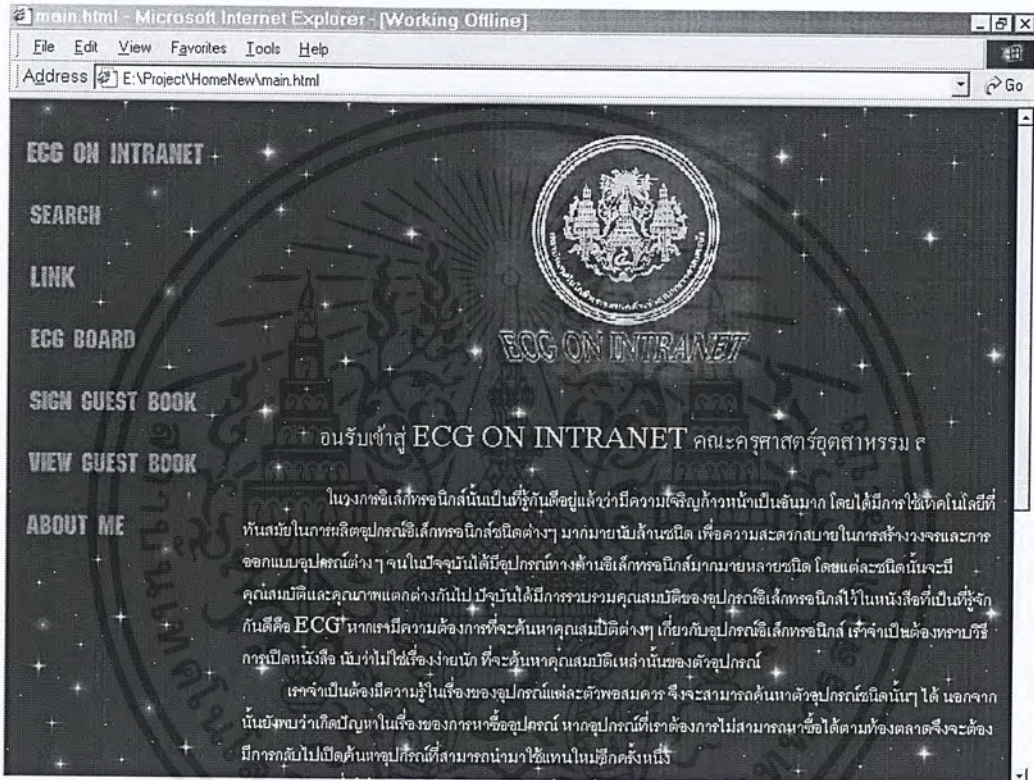 main.html - Microsoft Internet Explorer - [Working Offline]
File Edit View Favorites Tools Help
Address E:\Project\HomeNew\main.html Go
ECG ON INTRANET
SEARCH
LINK
ECG BOARD
SIGN GUEST BOOK
VIEW GUEST BOOK
ABOUT ME
ECG ON INTRANET
อนรับเข้าสู่ ECG ON INTRANET คณะครุศาสตร์อุตสาหรรม ส
ในวงการอิเล็กทรอนิกส์นั้นเป็นที่รู้กันดีอยู่แล้วว่ามีความเจริญก้าวหน้าเป็นอันมาก โดยได้มีการใช้เทคโนโลยีที่
ทันสมัยในการผลิตอุปกรณ์อิเล็กทรอนิกส์ชนิดต่างๆ มากมายนับล้านชนิด เพื่อความสะดวกสบายในการสร้างวงจรและการ
ออกแบบอุปกรณ์ต่าง ๆ จนในปัจจุบันได้มีอุปกรณ์ทางด้านอิเล็กทรอนิกส์มากมายหลายชนิด โดยแต่ละชนิดนั้นจะมี
คุณสมบัติและคุณภาพแตกต่างกันไป ปัจจุบันได้มีการรวบรวมคุณสมบัติของอุปกรณ์อิเล็กทรอนิกส์ไว้ในหนังสือที่เป็นที่รู้จัก
กันดีคือ ECG หากเรามีความต้องการที่จะค้นหาคุณสมบัติต่างๆ เกี่ยวกับอุปกรณ์อิเล็กทรอนิกส์ เราจำเป็นต้องทราบวิธี
การเปิดหนังสือ นับว่าไม่ใช่เรื่องง่ายนัก ที่จะค้นหาคุณสมบัติเหล่านั้นของตัวอุปกรณ์
เราจำเป็นต้องมีความรู้ในเรื่องของอุปกรณ์แต่ละตัวพอสมควร จึงจะสามารถค้นหาตัวอุปกรณ์ชนิดนั้นๆ ได้ นอกจาก
นั้นยังพบว่าเกิดปัญหาในเรื่องของการหาซื้ออุปกรณ์ หากอุปกรณ์ที่เราต้องการไม่สามารถหาซื้อได้ตามท้องตลาดจึงจะต้อง
มีการกลับไปเปิดค้นหาอุปกรณ์ที่สามารถนำมาใช้แทนใหม่อีกครั้งหนึ่ง